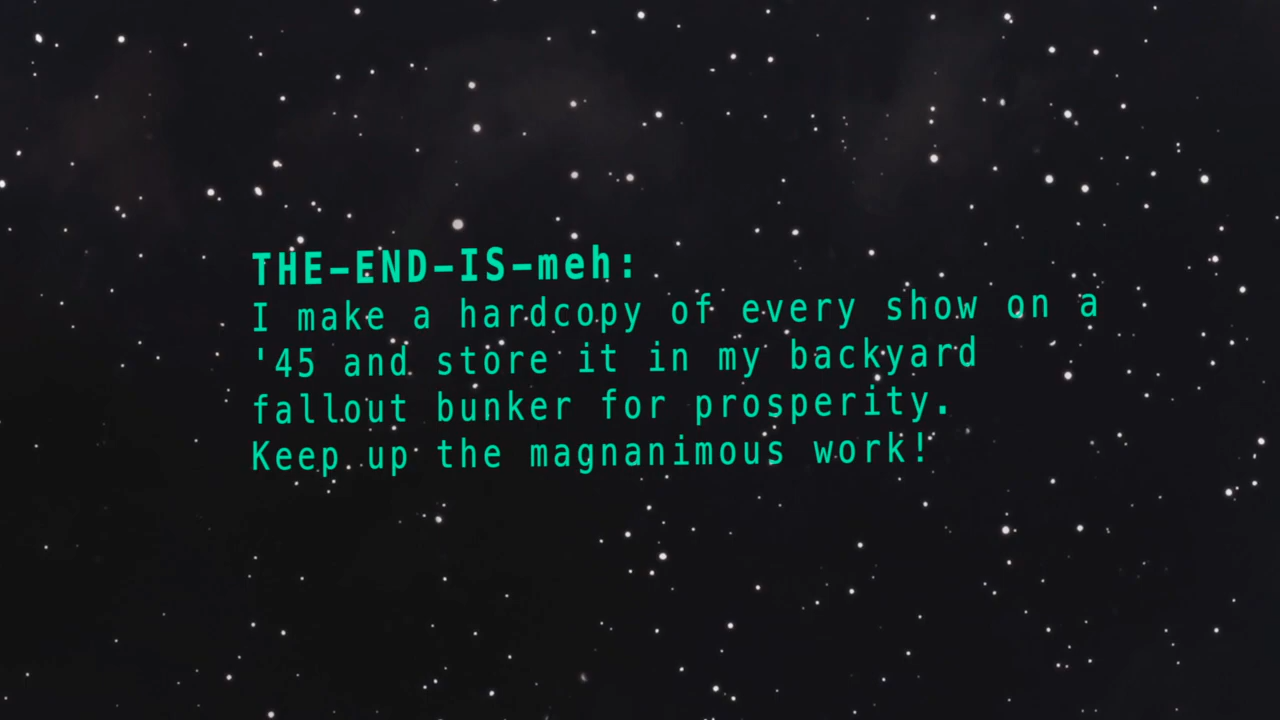 THE-END-IS-meh:
I make a hardcopy of every show on a
'45 and store it in my backyard
fallout bunker for prosperity.
Keep up the magnanimous work!